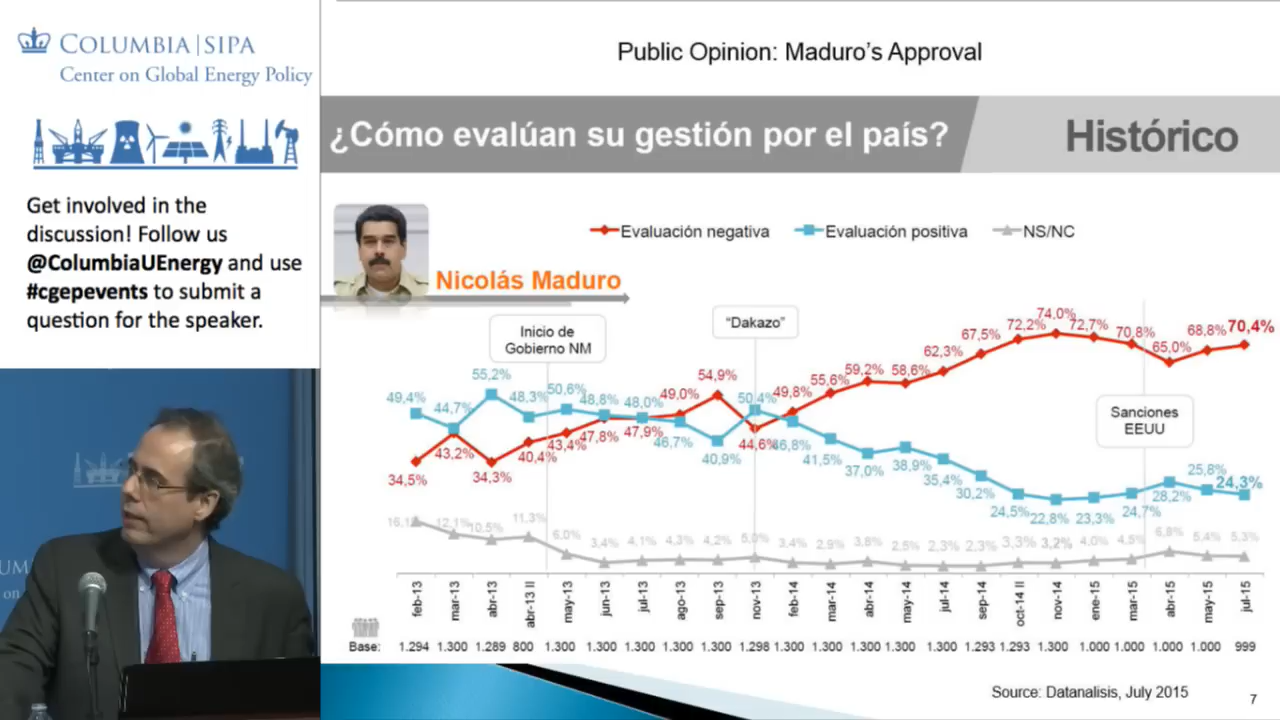 COLUMBIA | SIPA
Center on Global Energy Policy
Get involved in the
discussion! Follow us
@ColumbiaUEnergy and use
#cgepevents to submit a
question for the speaker.
Public Opinion: Maduro's Approval
¿Cómo evalúan su gestión por el país?
Histórico
Evaluación negativa
Evaluación positiva
NS/NC
Nicolás Maduro
Inicio de
Gobierno NM
"Dakazo"
Sanciones
EEUU
49,4% 44,7% 55,2% 48,3% 50,6% 48,8% 48,0% 46,7% 40,9% 50,4% 46,8% 41,5% 37,0% 38,9% 35,4% 30,2% 24,5% 22,8% 23,3% 24,7% 28,2% 25,8% 24,3%
34,5% 43,2% 34,3% 40,4% 43,4% 47,8% 47,9% 49,0% 54,9% 44,6% 49,8% 55,6% 59,2% 58,6% 62,3% 67,5% 72,2% 74,0% 72,7% 70,8% 65,0% 68,8% 70,4%
12,1% 10,5% 11,3% 6,0% 3,4% 4,1% 4,3% 4,2% 5,0% 3,4% 2,9% 3,8% 2,5% 2,3% 2,3% 3,3% 3,2% 4,0% 4,5% 6,8% 5,4% 5,3%
feb-13 mar-13 abr-13 abr-13 II may-13 jun-13 jul-13 ago-13 sep-13 nov-13 feb-14 mar-14 abr-14 may-14 jul-14 sep-14 oct-14 II nov-14 ene-15 mar-15 abr-15 may-15 jul-15
Base: 1.294 1.300 1.289 800 1.300 1.300 1.300 1.300 1.300 1.298 1.300 1.300 1.300 1.300 1.300 1.293 1.293 1.300 1.000 1.000 1.000 1.000 999
Source: Datanalisis, July 2015
7